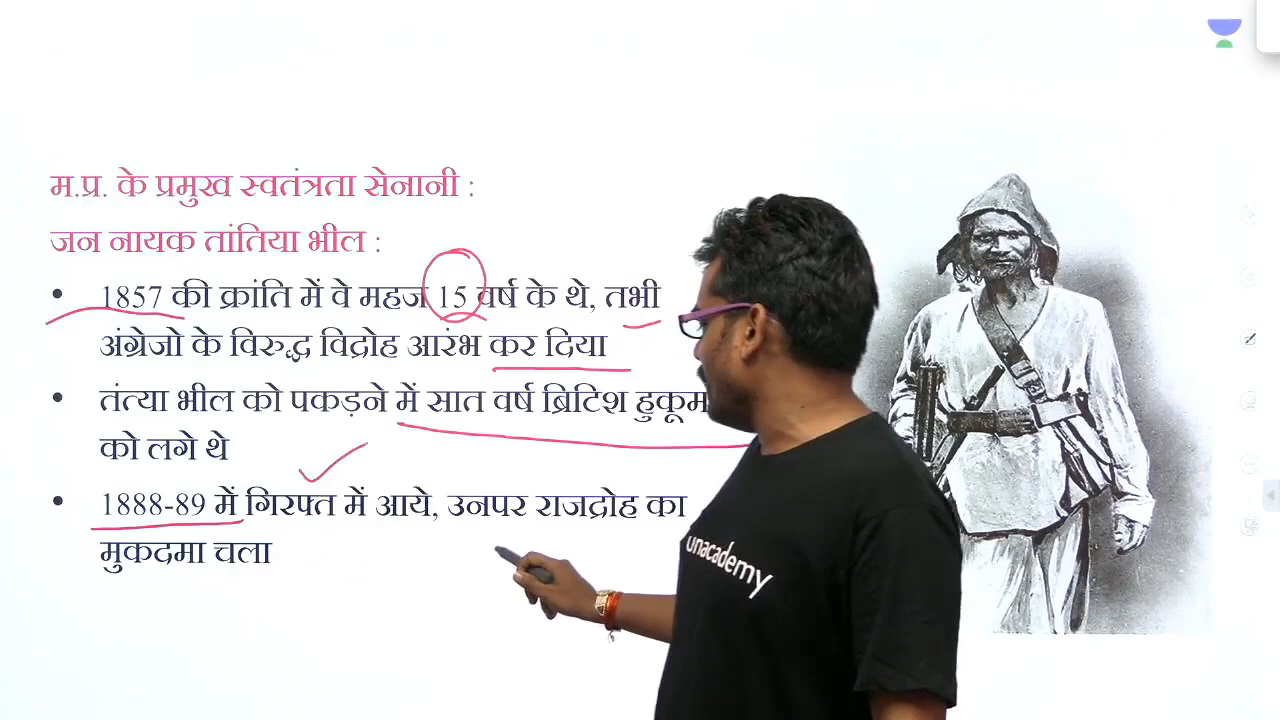 म.प्र. के प्रमुख स्वतंत्रता सेनानी :
जन नायक तांतिया भील :
• 1857 की क्रांति में वे महज 15 वर्ष के थे, तभी
अंग्रेजो के विरुद्ध विद्रोह आरंभ कर दिया
• तंत्या भील को पकड़ने में सात वर्ष ब्रिटिश
को लगे थे
• 1888-89 में गिरफ्त में आये, उनपर राजद्रोह का
मुकदमा चला
unacademy